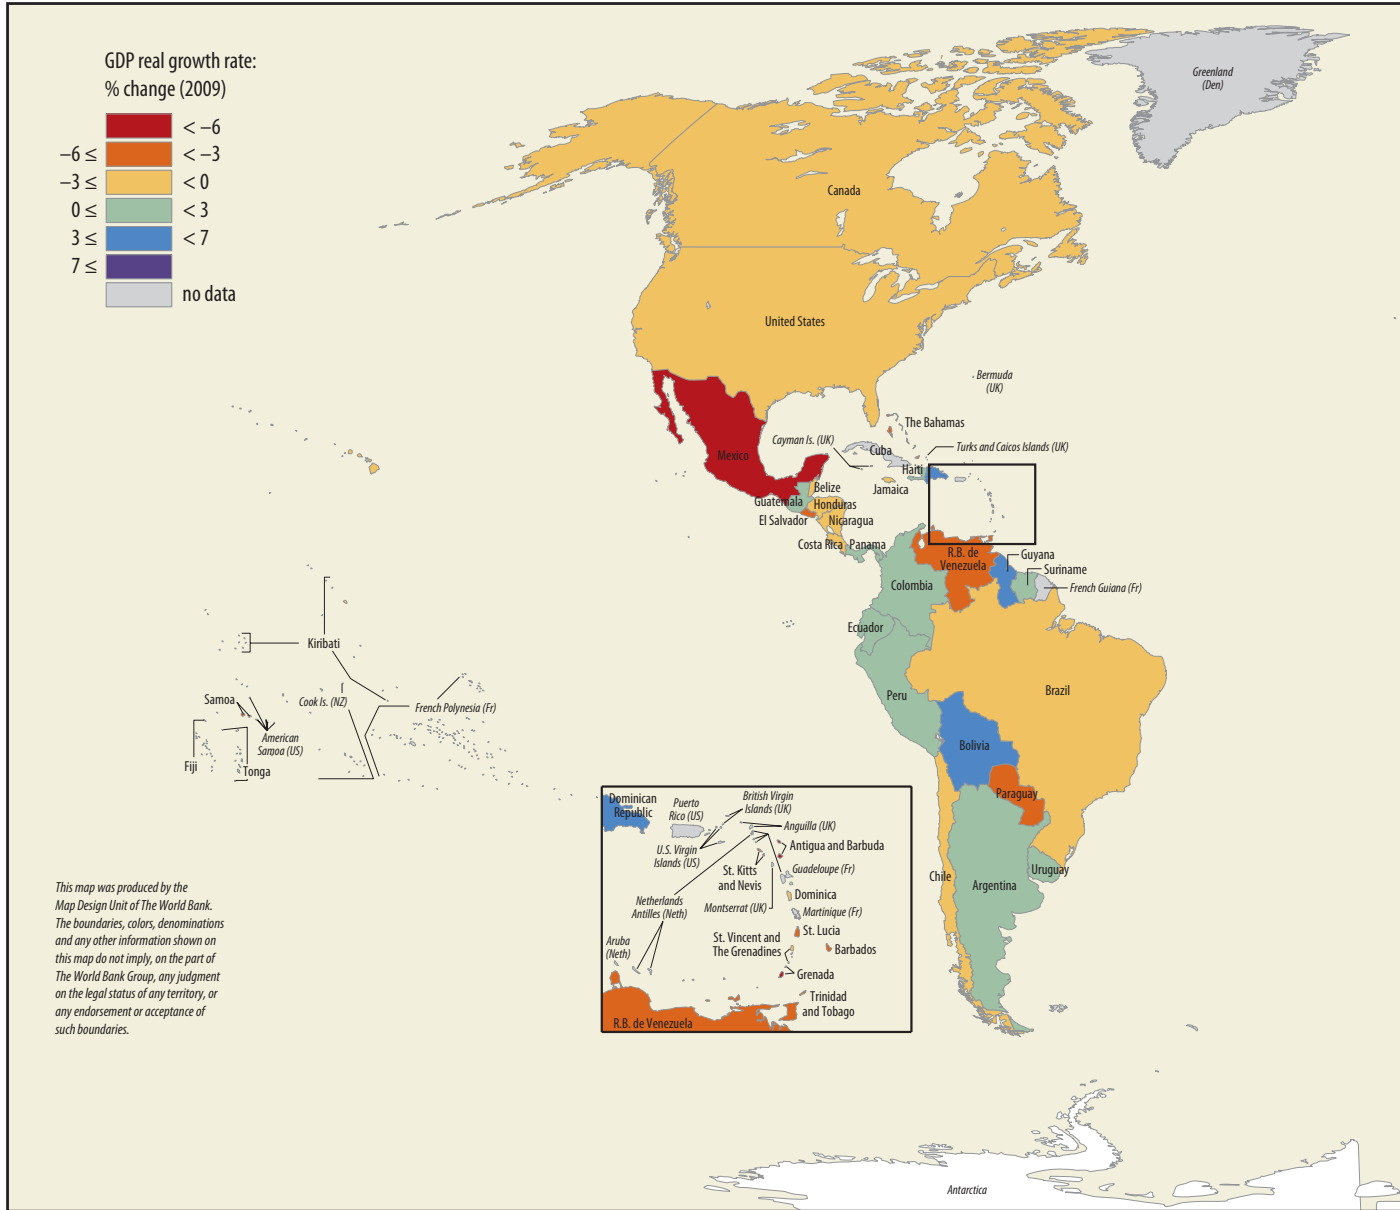 GDP real growth rate:
% change (2009)
< –6
–6 ≤ < –3
–3 ≤ < 0
0 ≤ < 3
3 ≤ < 7
7 ≤
no data
Greenland
(Den)
Canada
United States
Bermuda
(UK)
The Bahamas
Cayman Is. (UK)
Cuba
Turks and Caicos Islands (UK)
Mexico
Haiti
Jamaica
Belize
Guatemala
Honduras
El Salvador
Nicaragua
Costa Rica
Panama
R.B. de
Venezuela
Guyana
Suriname
French Guiana (Fr)
Colombia
Ecuador
Kiribati
Peru
Brazil
Samoa
Cook Is. (NZ)
French Polynesia (Fr)
American
Samoa (US)
Fiji
Tonga
Bolivia
Paraguay
Chile
Argentina
Uruguay
Dominican
Republic
Puerto
Rico (US)
British Virgin
Islands (UK)
Anguilla (UK)
U.S. Virgin
Islands (US)
Antigua and Barbuda
St. Kitts
and Nevis
Guadeloupe (Fr)
Netherlands
Antilles (Neth)
Montserrat (UK)
Dominica
Martinique (Fr)
Aruba
(Neth)
St. Vincent and
The Grenadines
St. Lucia
Barbados
Grenada
Trinidad
and Tobago
R.B. de Venezuela
This map was produced by the
Map Design Unit of The World Bank.
The boundaries, colors, denominations
and any other information shown on
this map do not imply, on the part of
The World Bank Group, any judgment
on the legal status of any territory, or
any endorsement or acceptance of
such boundaries.
Antarctica